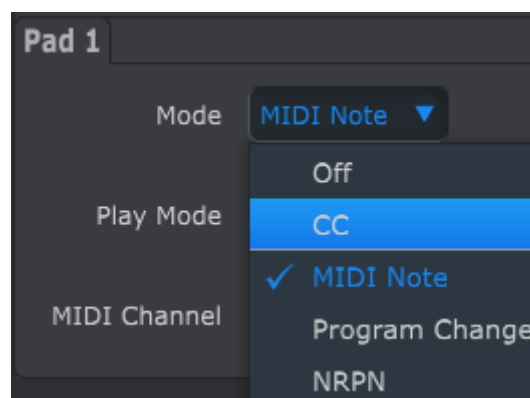 Pad 1
Mode MIDI Note
Off
Play Mode CC
MIDI Note
MIDI Channel Program Change
NRPN